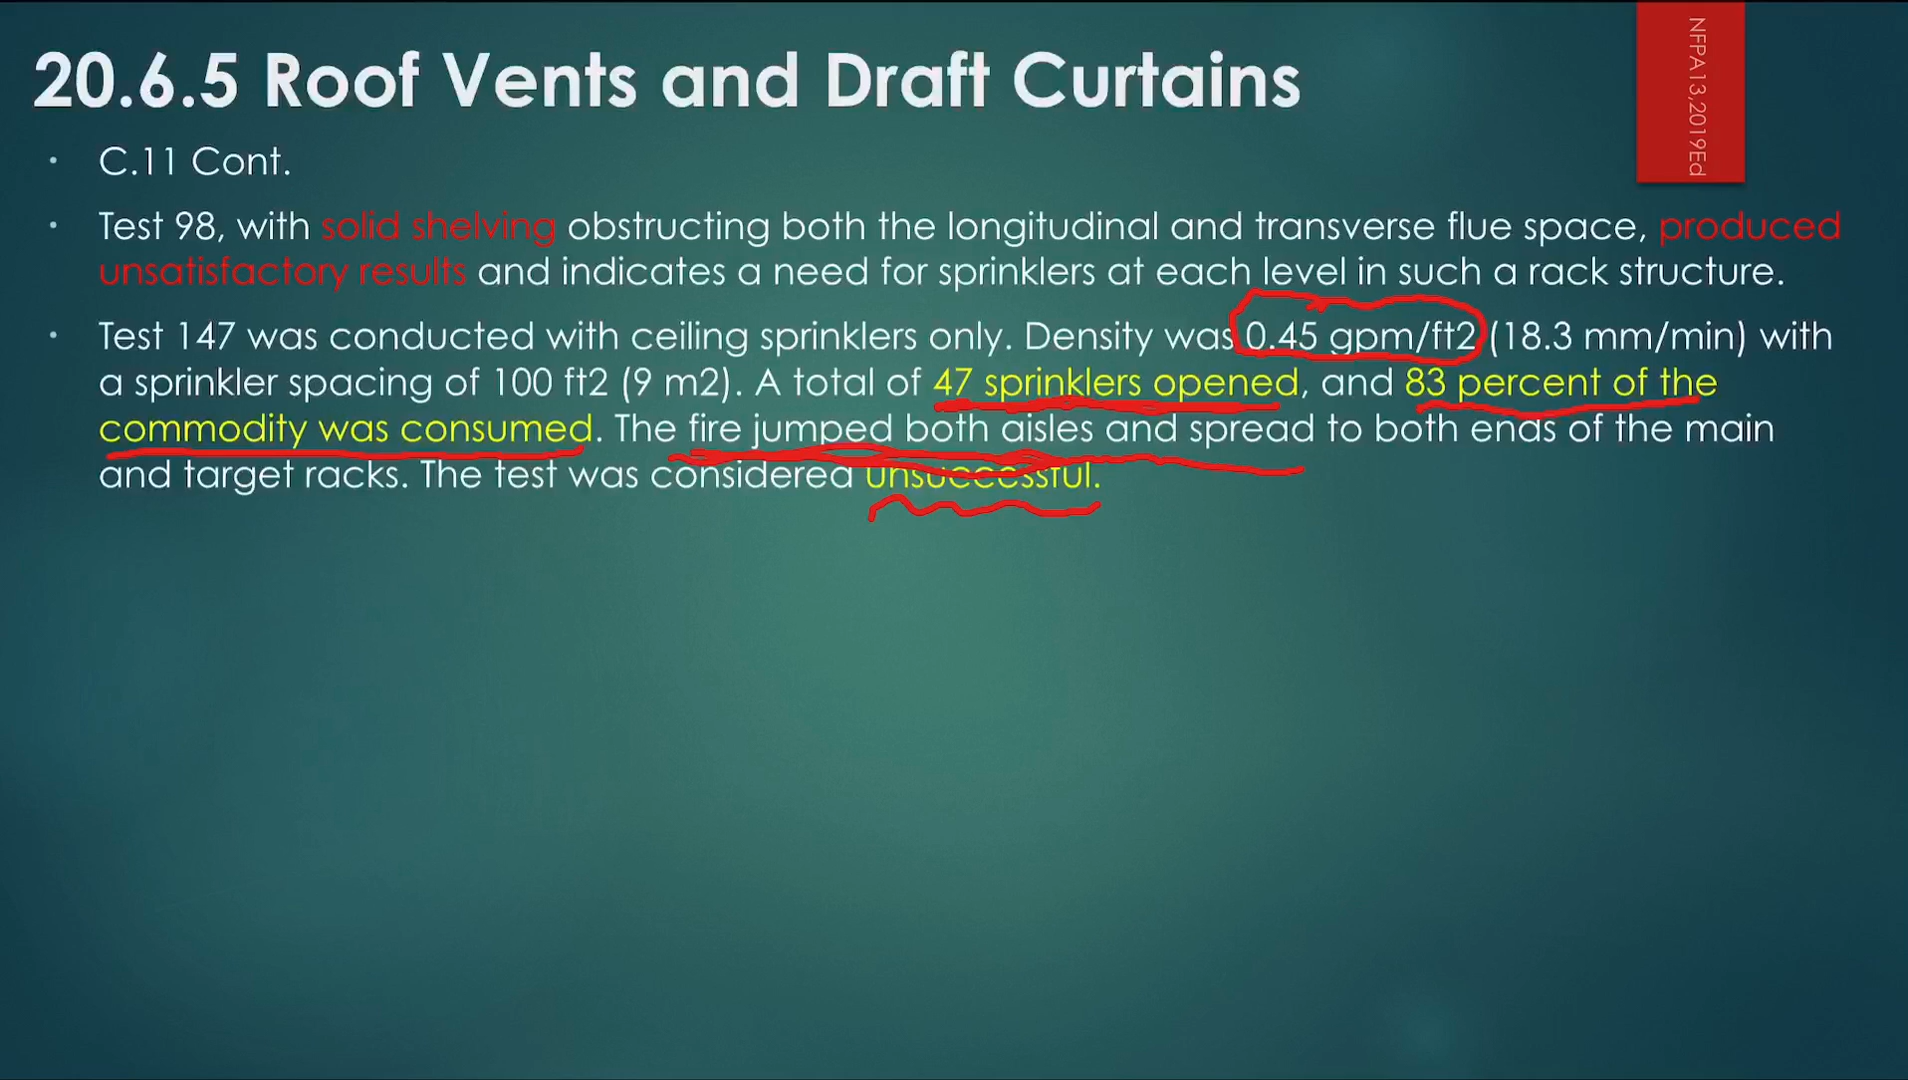 20.6.5 Roof Vents and Draft Curtains
NFPA13,2019Ed
• C.11 Cont.
• Test 98, with solid shelving obstructing both the longitudinal and transverse flue space, produced
unsatisfactory results and indicates a need for sprinklers at each level in such a rack structure.
• Test 147 was conducted with ceiling sprinklers only. Density was 0.45 gpm/ft2 (18.3 mm/min) with
a sprinkler spacing of 100 ft2 (9 m2). A total of 47 sprinklers opened, and 83 percent of the
commodity was consumed. The fire jumped both aisles and spread to both ends of the main
and target racks. The test was considered unsuccessful.